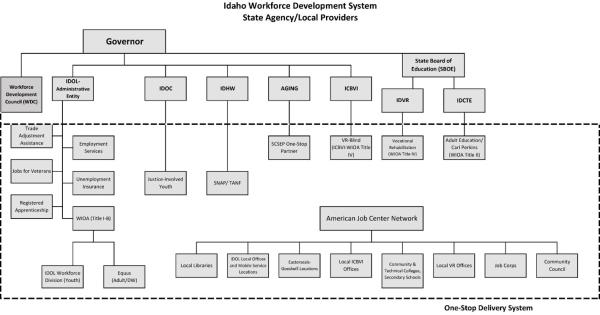 Idaho Workforce Development System
State Agency/Local Providers
Governor
State Board of
Education (SBOE)
Workforce
Development
Council (WDC)
IDOL-
Administrative
Entity
IDOC
IDHW
AGING
ICBVI
IDVR
IDCTE
Trade
Adjustment
Assistance
Employment
Services
SCSEP One-Stop
Partner
VR-Blind
(ICBVI-WIOA Title
IV)
Vocational
Rehabilitation
(WIOA Title IV)
Adult Education/
Carl Perkins
(WIOA Title II)
Jobs for Veterans
Unemployment
Insurance
Justice-Involved
Youth
SNAP/ TANF
Registered
Apprenticeship
WIOA (Title I-B)
American Job Center Network
IDOL Workforce
Division (Youth)
Equus
(Adult/DW)
Local Libraries
IDOL Local Offices
and Mobile Service
Locations
Easterseals-
Goodwill Locations
Local ICBVI
Offices
Community &
Technical Colleges,
Secondary Schools
Local VR Offices
Job Corps
Community
Council
One-Stop Delivery System